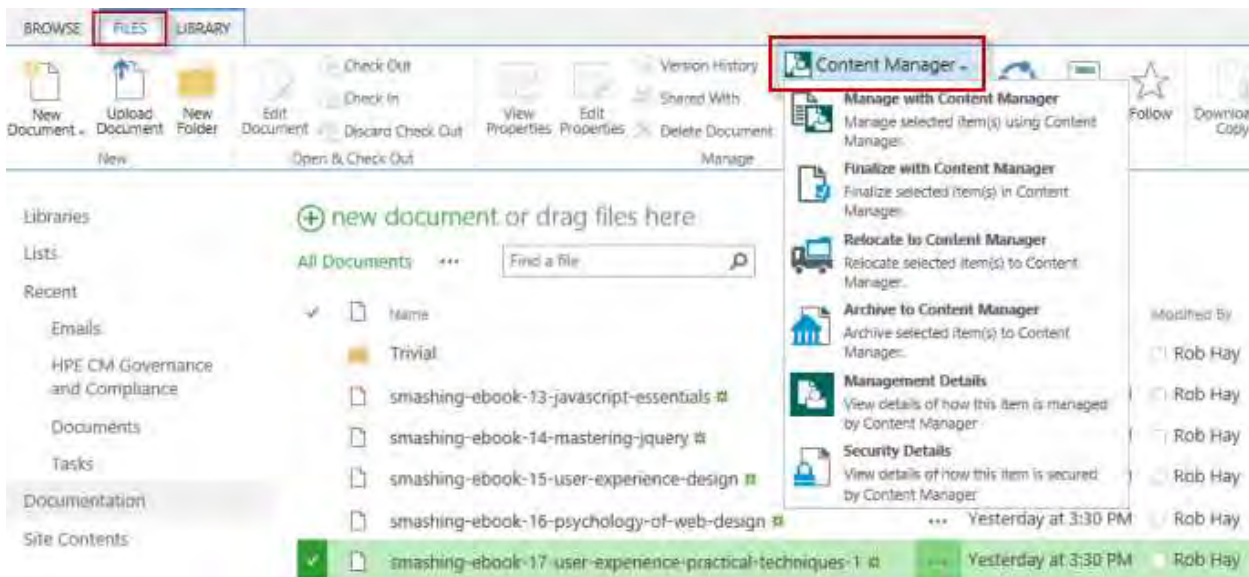 BROWSE FILES LIBRARY
New Document
Upload Document
New Folder
New
Edit Document
Check Out
Check In
Discard Check Out
Open & Check Out
View Properties
Edit Properties
Version History
Shared With
Delete Document
Manage
Content Manager
Follow
Manage with Content Manager
Manage selected item(s) using Content
Manager.
Finalize with Content Manager
Finalize selected item(s) in Content
Manager.
Relocate to Content Manager
Relocate selected item(s) to Content
Manager.
Archive to Content Manager
Archive selected item(s) to Content
Manager.
Management Details
View details of how this item is managed
by Content Manager
Security Details
View details of how this item is secured
by Content Manager
Libraries
Lists
Recent
Emails
HPE CM Governance
and Compliance
Documents
Tasks
Documentation
Site Contents
new document or drag files here
All Documents ... Find a file
Name Modified By
Trivial Rob Hay
smashing-ebook-13-javascript-essentials Rob Hay
smashing-ebook-14-mastering-jquery Rob Hay
smashing-ebook-15-user-experience-design Rob Hay
smashing-ebook-16-psychology-of-web-design ... Yesterday at 3:30 PM Rob Hay
smashing-ebook-17-user-experience-practical-techniques-1 ... Yesterday at 3:30 PM Rob Hay